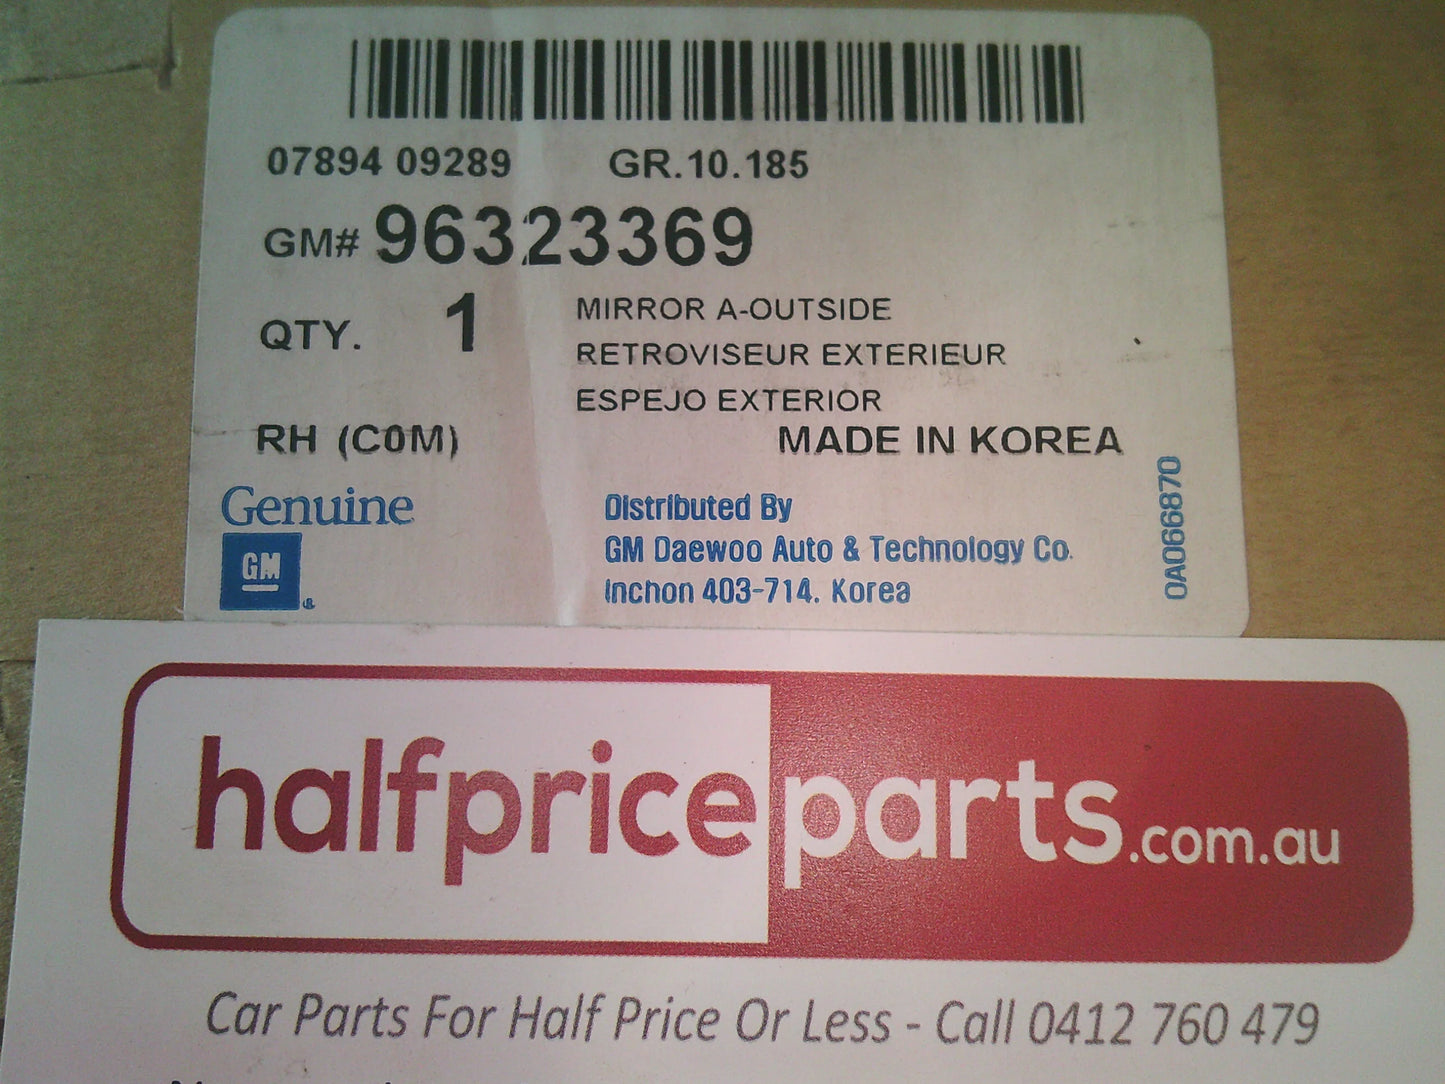 07894 09289 GR.10.185
GM# 96323369
QTY. 1
MIRROR A-OUTSIDE
RETROVISEUR EXTERIEUR
ESPEJO EXTERIOR
RH (C0M) MADE IN KOREA
Genuine
GM
Distributed By
GM Daewoo Auto & Technology Co.
Inchon 403-714. Korea
0A066870
halfpriceparts.com.au
Car Parts For Half Price Or Less - Call 0412 760 479